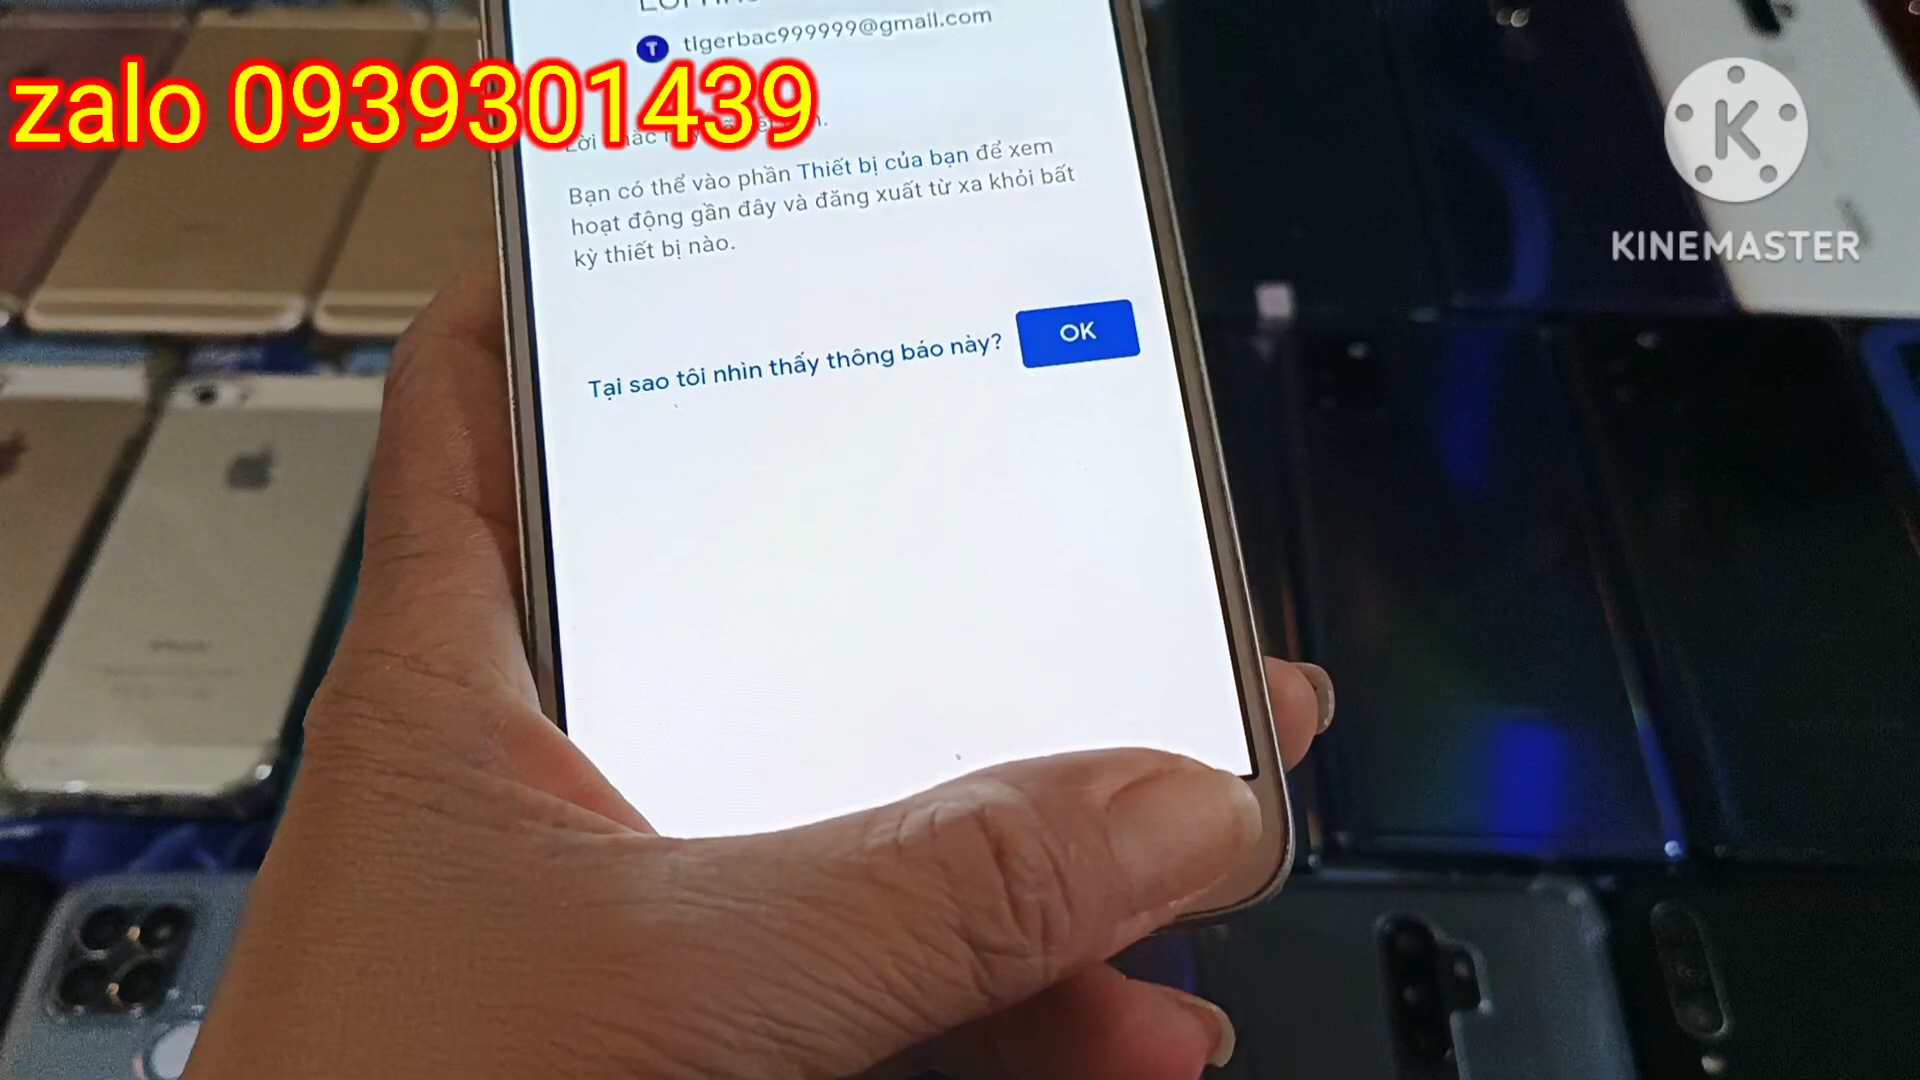 tigerbac999999@gmail.com
T
zalo 0939301439
K
KINEMASTER
Bạn có thể vào phần Thiết bị của bạn để xem
hoạt động gần đây và đăng xuất từ xa khỏi bất
kỳ thiết bị nào.
Tại sao tôi nhìn thấy thông báo này?
OK